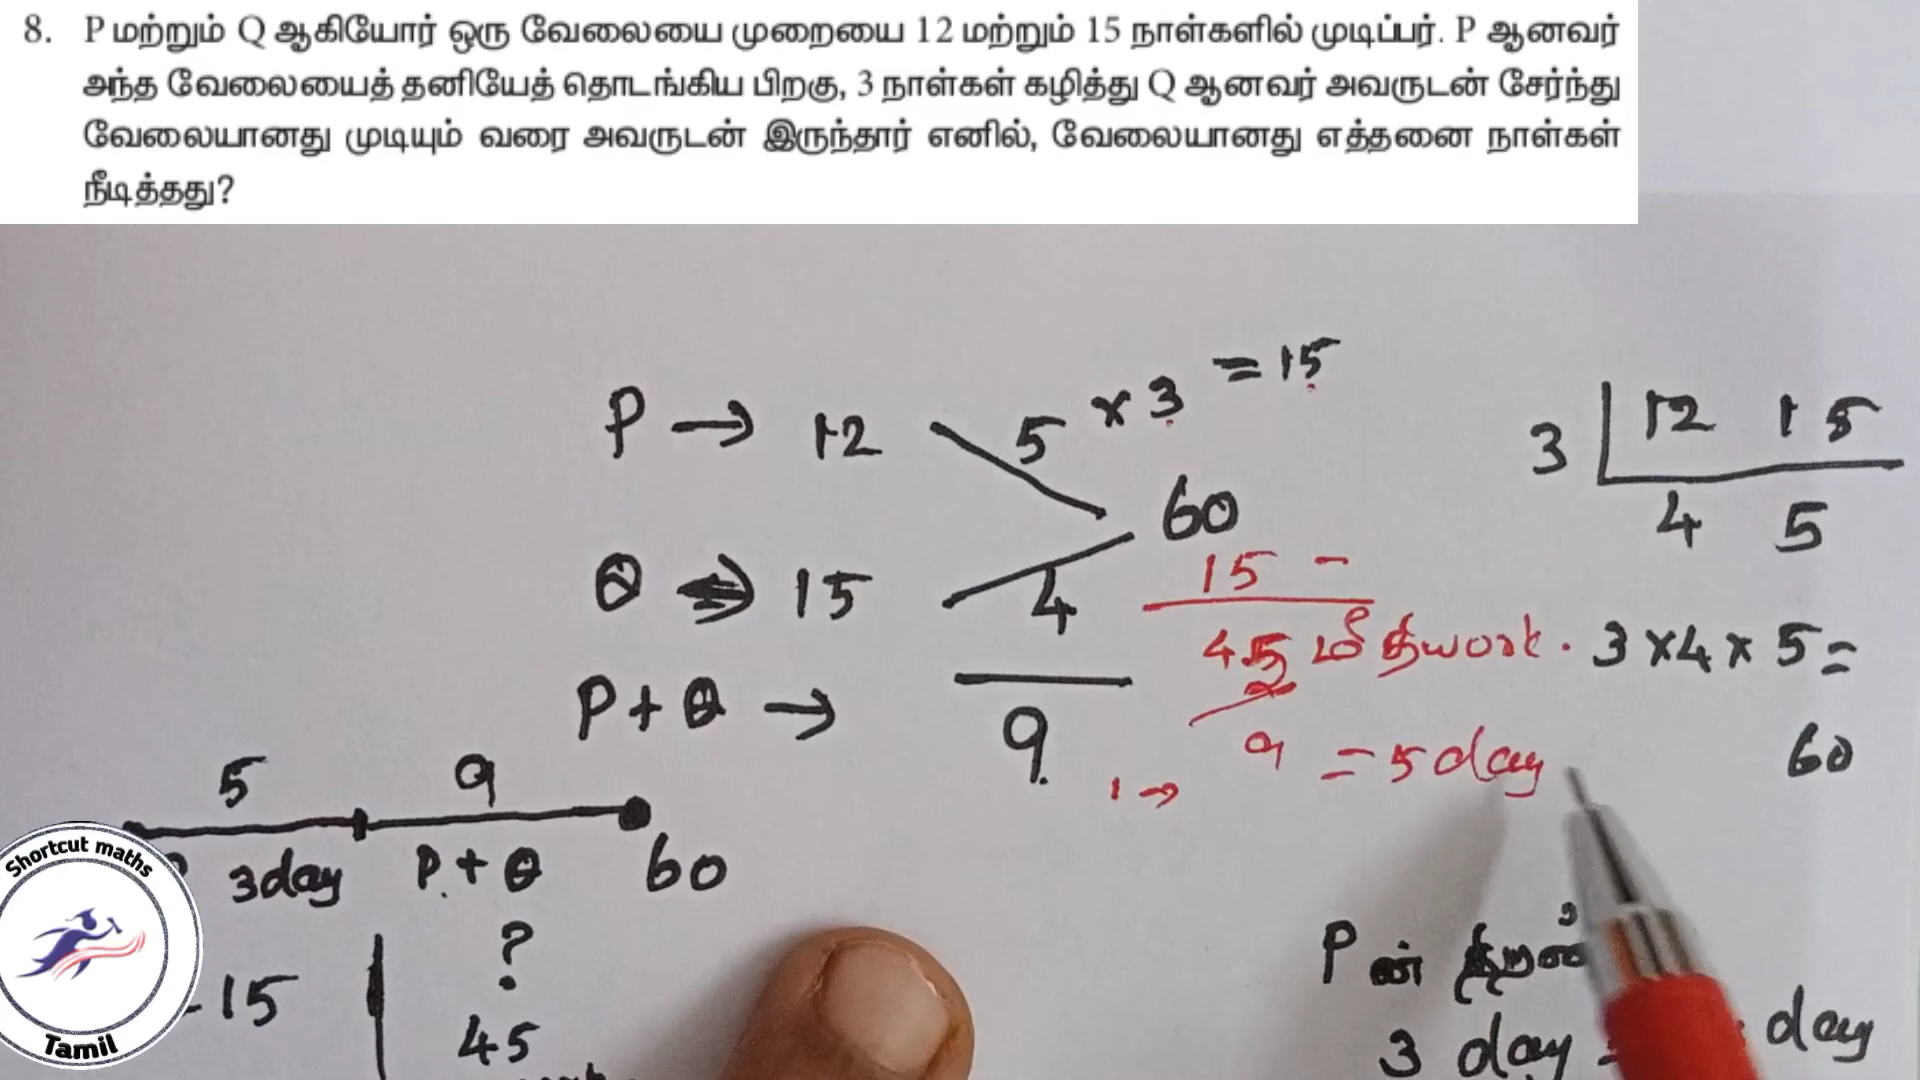 8. P மற்றும் Q ஆகியோர் ஒரு வேலையை முறையை 12 மற்றும் 15 நாள்களில் முடிப்பர். P ஆனவர்
அந்த வேலையைத் தனியேத் தொடங்கிய பிறகு, 3 நாள்கள் கழித்து Q ஆனவர் அவருடன் சேர்ந்து
வேலையானது முடியும் வரை அவருடன் இருந்தார் எனில், வேலையானது எத்தனை நாள்கள்
நீடித்தது?
P → 12 5 × 3 = 15
60
Q → 15 4
P + Q → 9
15 -
45 மீதி work.
1 → 9 = 5 day
3 12 15
4 5
3 × 4 × 5 =
60
5 9
3day P + Q 60
?
15 45
P ன் திறன்
3 day day
Shortcut maths
Tamil